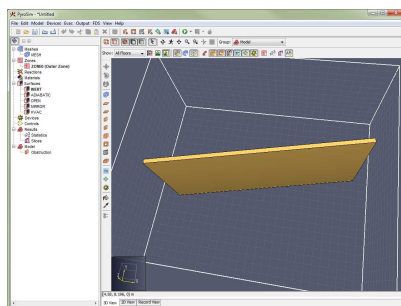 PyroSim - *Untitled
File Edit Model Devices Evac Output FDS View Help
Group: Model
Show: All Floors
Meshes
MESH
Zones
ZONE0 (Outer Zone)
Reactions
Materials
Surfaces
INERT
ADIABATIC
OPEN
MIRROR
HVAC
Devices
Controls
Results
Statistics
Slices
Model
Obstruction
3D View 2D View Record View